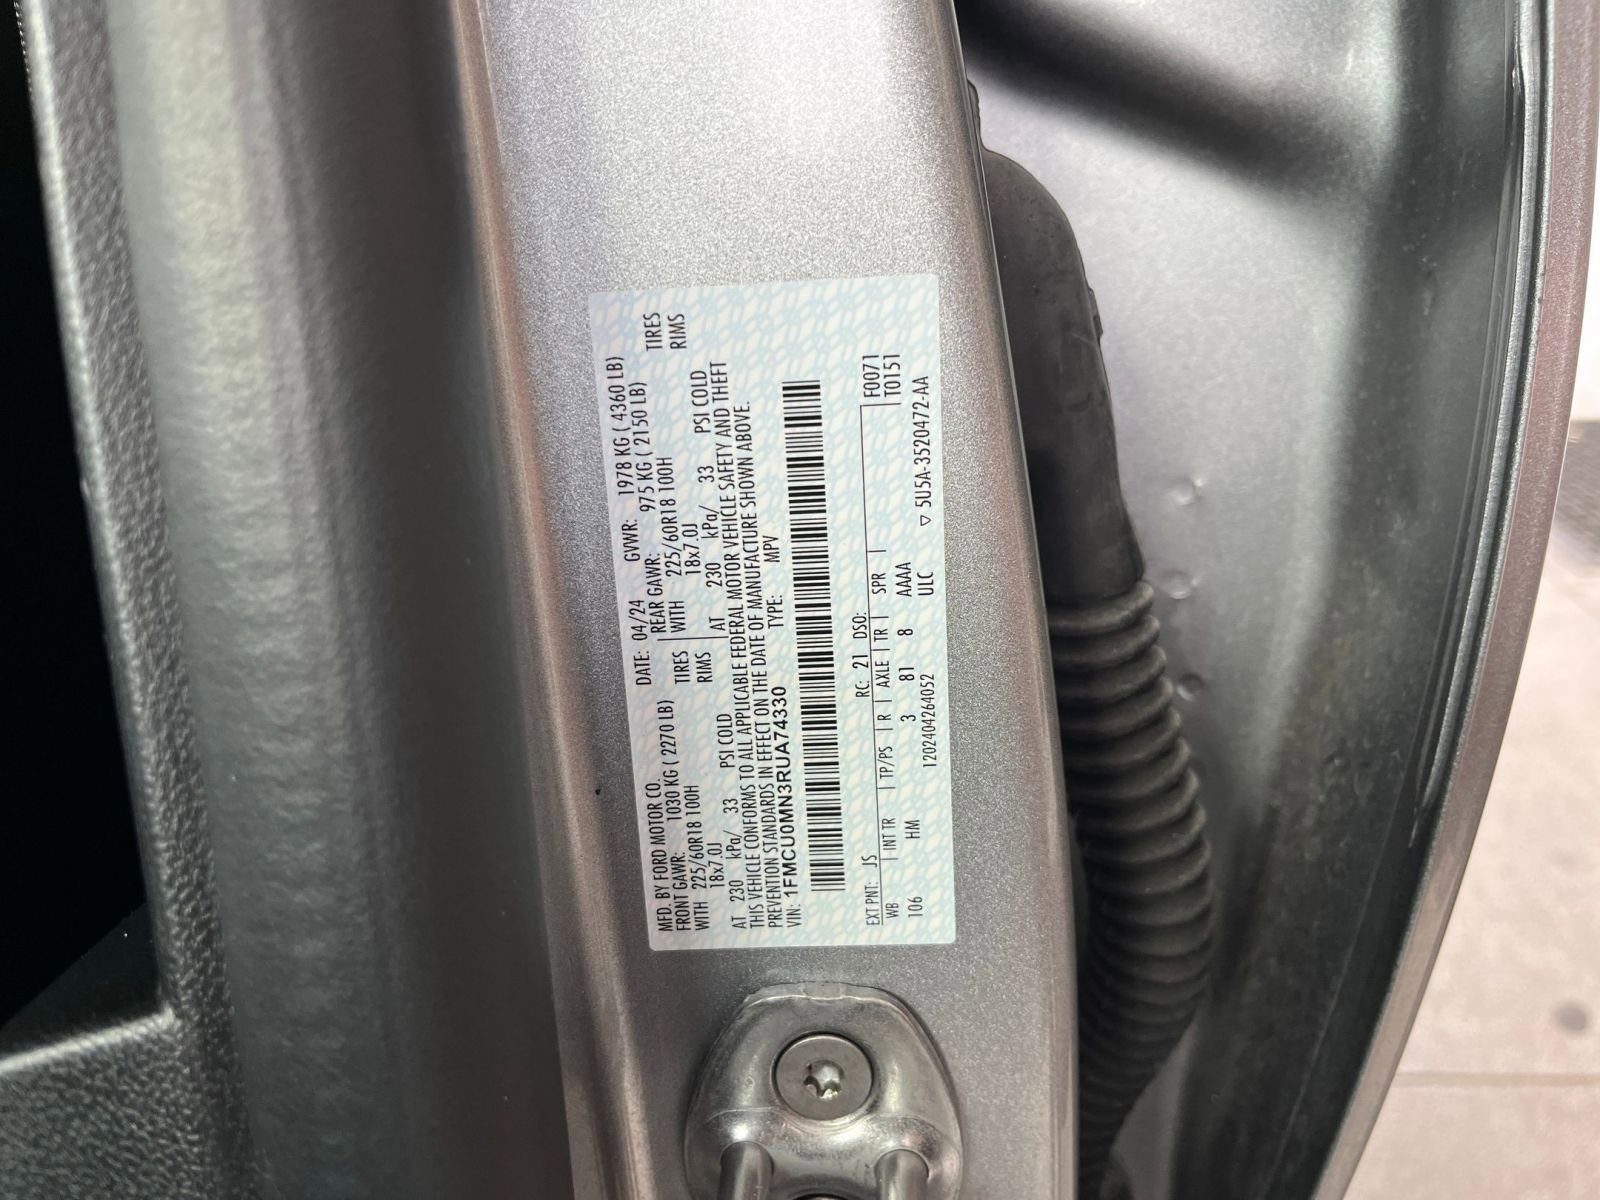 MFD. BY FORD MOTOR CO.
DATE: 04/24 GVWR: 1978 KG ( 4360 LB)
FRONT GAWR: 1030 KG ( 2270 LB) REAR GAWR: 975 KG ( 2150 LB)
WITH 225/60R18 100H TIRES WITH 225/60R18 100H TIRES
18x7.0J RIMS 18x7.0J RIMS
AT 230 kPa/ 33 PSI COLD AT 230 kPa/ 33 PSI COLD
THIS VEHICLE CONFORMS TO ALL APPLICABLE FEDERAL MOTOR VEHICLE SAFETY AND THEFT
PREVENTION STANDARDS IN EFFECT ON THE DATE OF MANUFACTURE SHOWN ABOVE.
VIN: 1FMCU0MN3RUA74330 TYPE: MPV
EXT PNT: JS RC: 21 DSO: F0071
WB INT TR TP/PS R AXLE TR SPR T0151
106 HM 3 81 8 AAAA
120240426405​2 ULC ▽ 5U5A-3520472-AA